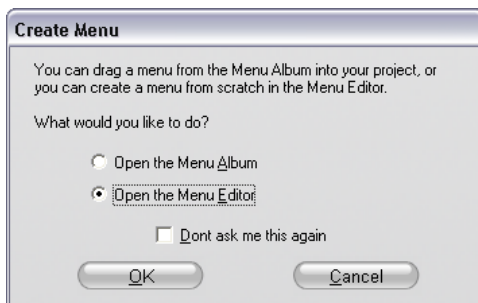 Create Menu
You can drag a menu from the Menu Album into your project, or
you can create a menu from scratch in the Menu Editor.
What would you like to do?
Open the Menu Album
Open the Menu Editor
Dont ask me this again
OK
Cancel